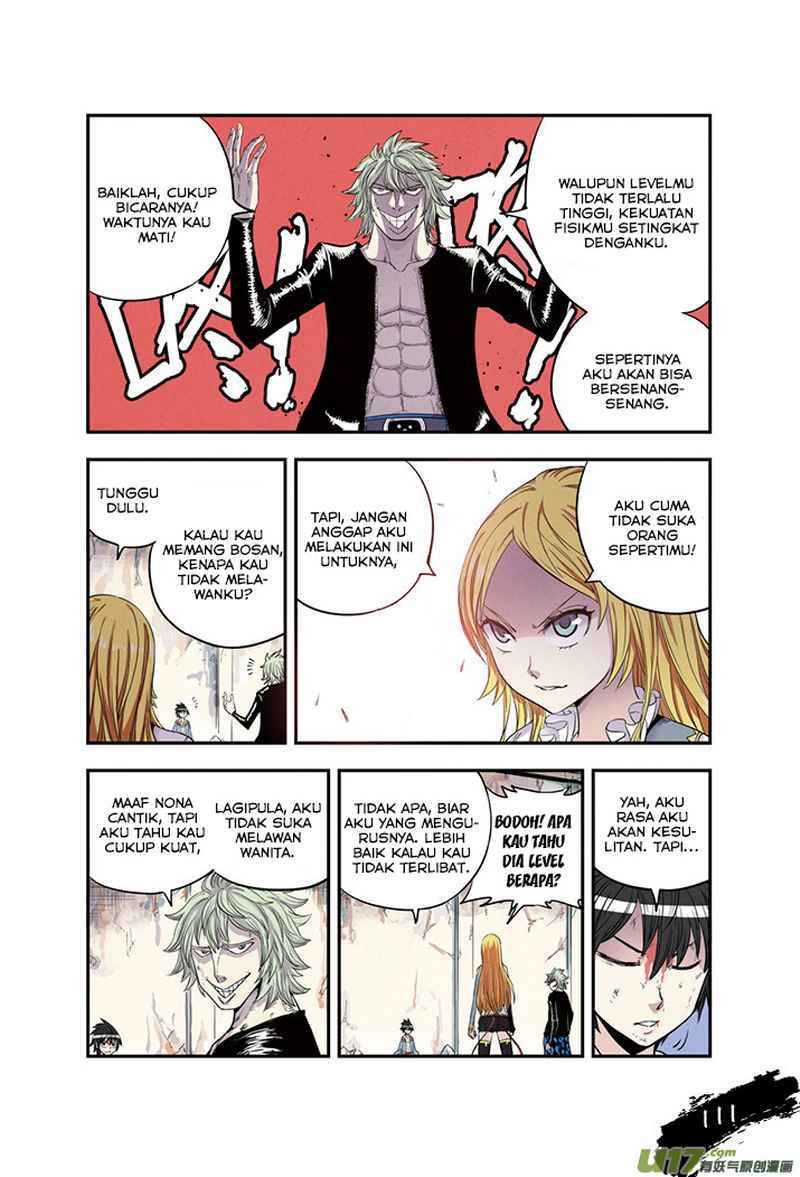 BAIKLAH, CUKUP
BICARANYA!
WAKTUNYA KAU
MATI!
WALUPUN LEVELMU
TIDAK TERLALU
TINGGI, KEKUATAN
FISIKMU SETINGKAT
DENGANKU.
SEPERTINYA
AKU AKAN BISA
BERSENANG-
SENANG.
TUNGGU
DULU.
KALAU KAU
MEMANG BOSAN,
KENAPA KAU
TIDAK MELA-
WANKU?
TAPI, JANGAN
ANGGAP AKU
MELAKUKAN INI
UNTUKNYA,
AKU CUMA
TIDAK SUKA
ORANG
SEPERTIMU!
MAAF NONA
CANTIK, TAPI
AKU TAHU KAU
CUKUP KUAT,
LAGIPULA, AKU
TIDAK SUKA
MELAWAN
WANITA.
TIDAK APA, BIAR
AKU YANG MENGU-
RUSNYA. LEBIH
BAIK KALAU KAU
TIDAK TERLIBAT.
BODOH! APA
KAU TAHU
DIA LEVEL
BERAPA?
YAH, AKU
RASA AKU
AKAN KESU-
LITAN. TAPI...
111
U17.com
有妖气原创漫画